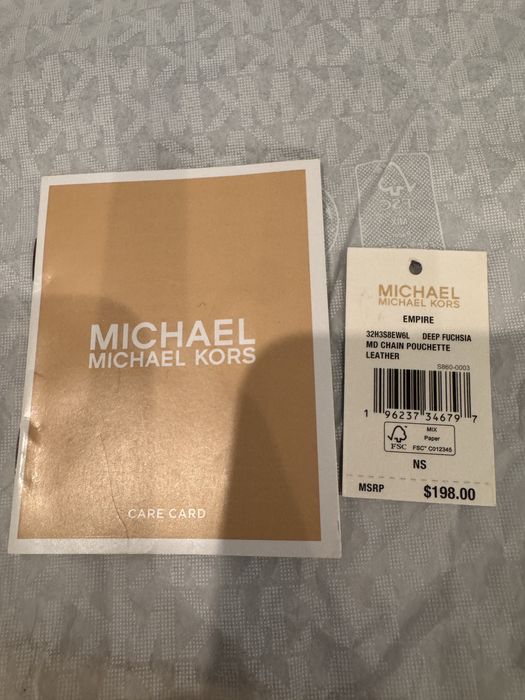 MICHAEL
MICHAEL KORS
CARE CARD
MICHAEL
MICHAEL KORS
EMPIRE
32H3S8EW6L DEEP FUCHSIA
MD CHAIN POUCHETTE
LEATHER
S860-0003
1 96237 34679 7
FSC
MIX
Paper
FSC® C012345
NS
MSRP $198.00